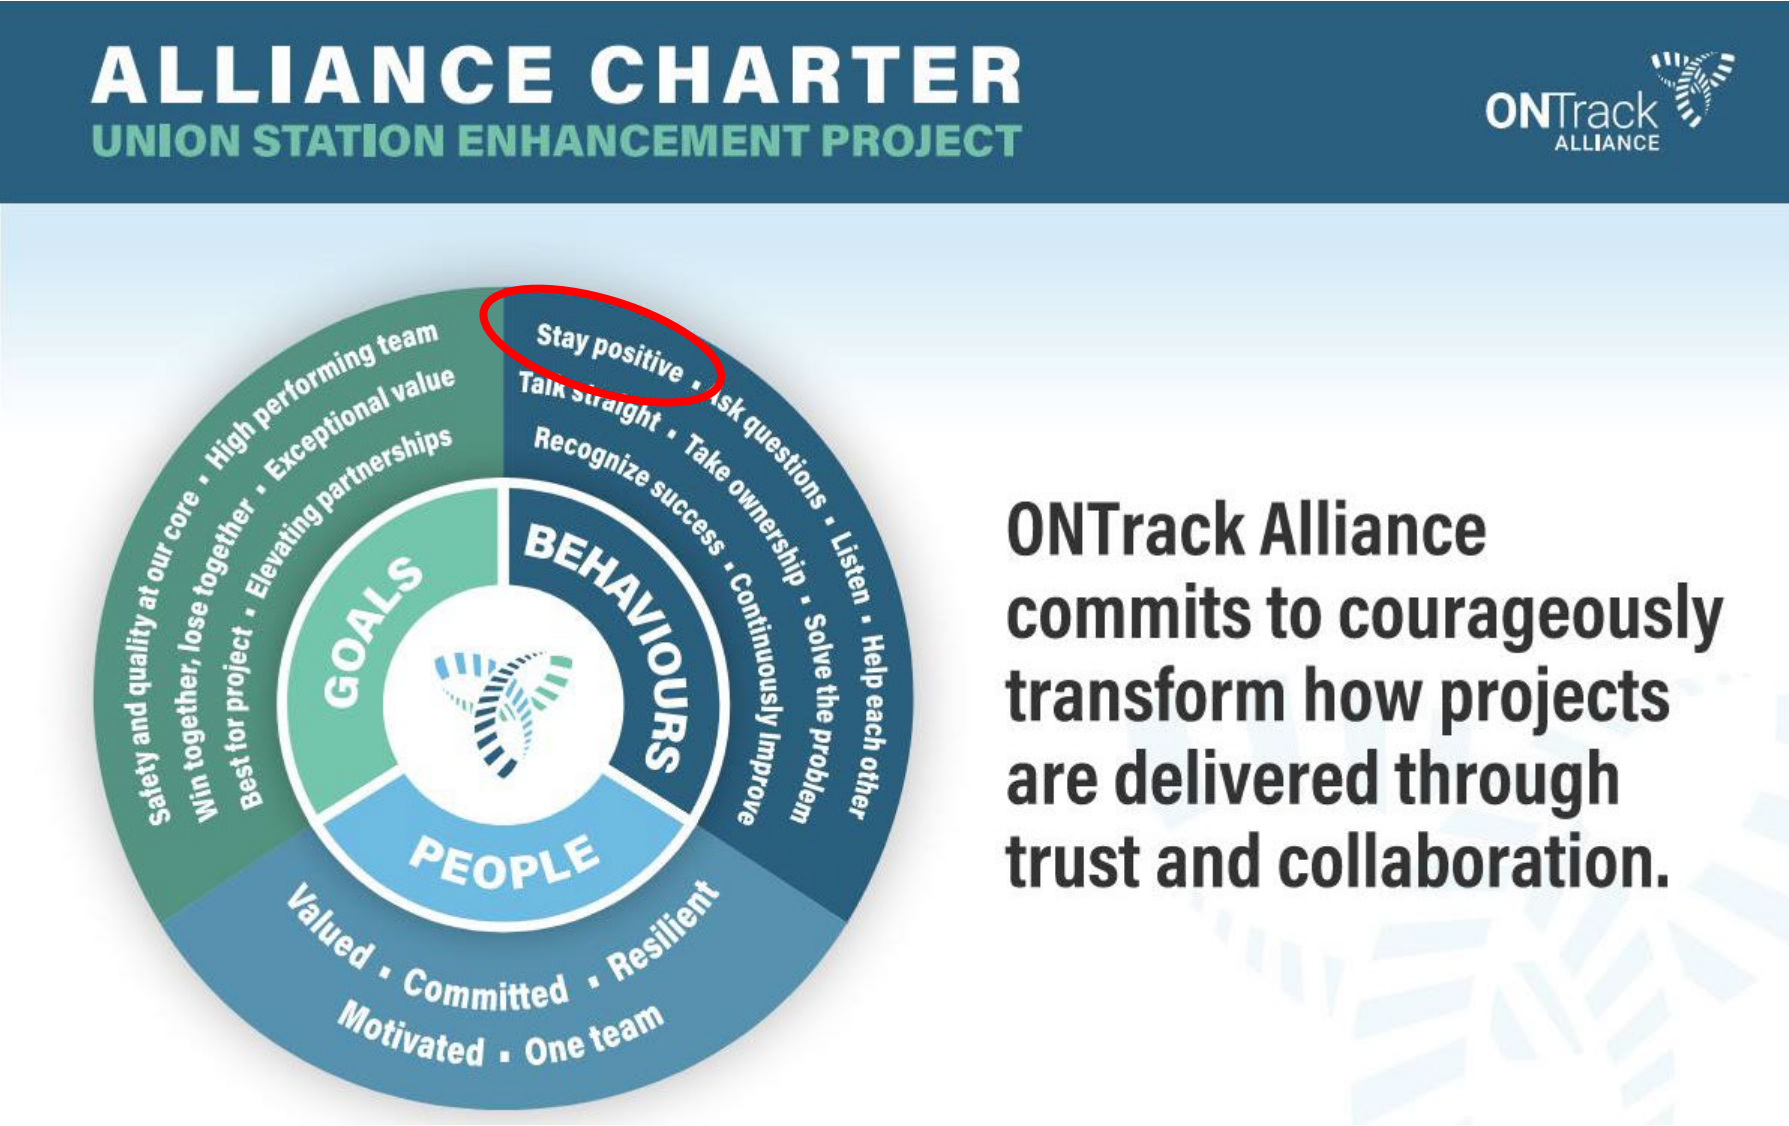 ALLIANCE CHARTER
UNION STATION ENHANCEMENT PROJECT
ONTrack
ALLIANCE
Safety and quality at our core ▪ High performing team
Win together, lose together ▪ Exceptional value
Best for project ▪ Elevating partnerships
GOALS
Stay positive ▪ Ask questions ▪ Listen ▪ Help each other
Talk straight ▪ Take ownership ▪ Solve the problem
Recognize success ▪ Continuously Improve
BEHAVIOURS
PEOPLE
Valued ▪ Committed ▪ Resilient
Motivated ▪ One team
ONTrack Alliance
commits to courageously
transform how projects
are delivered through
trust and collaboration.